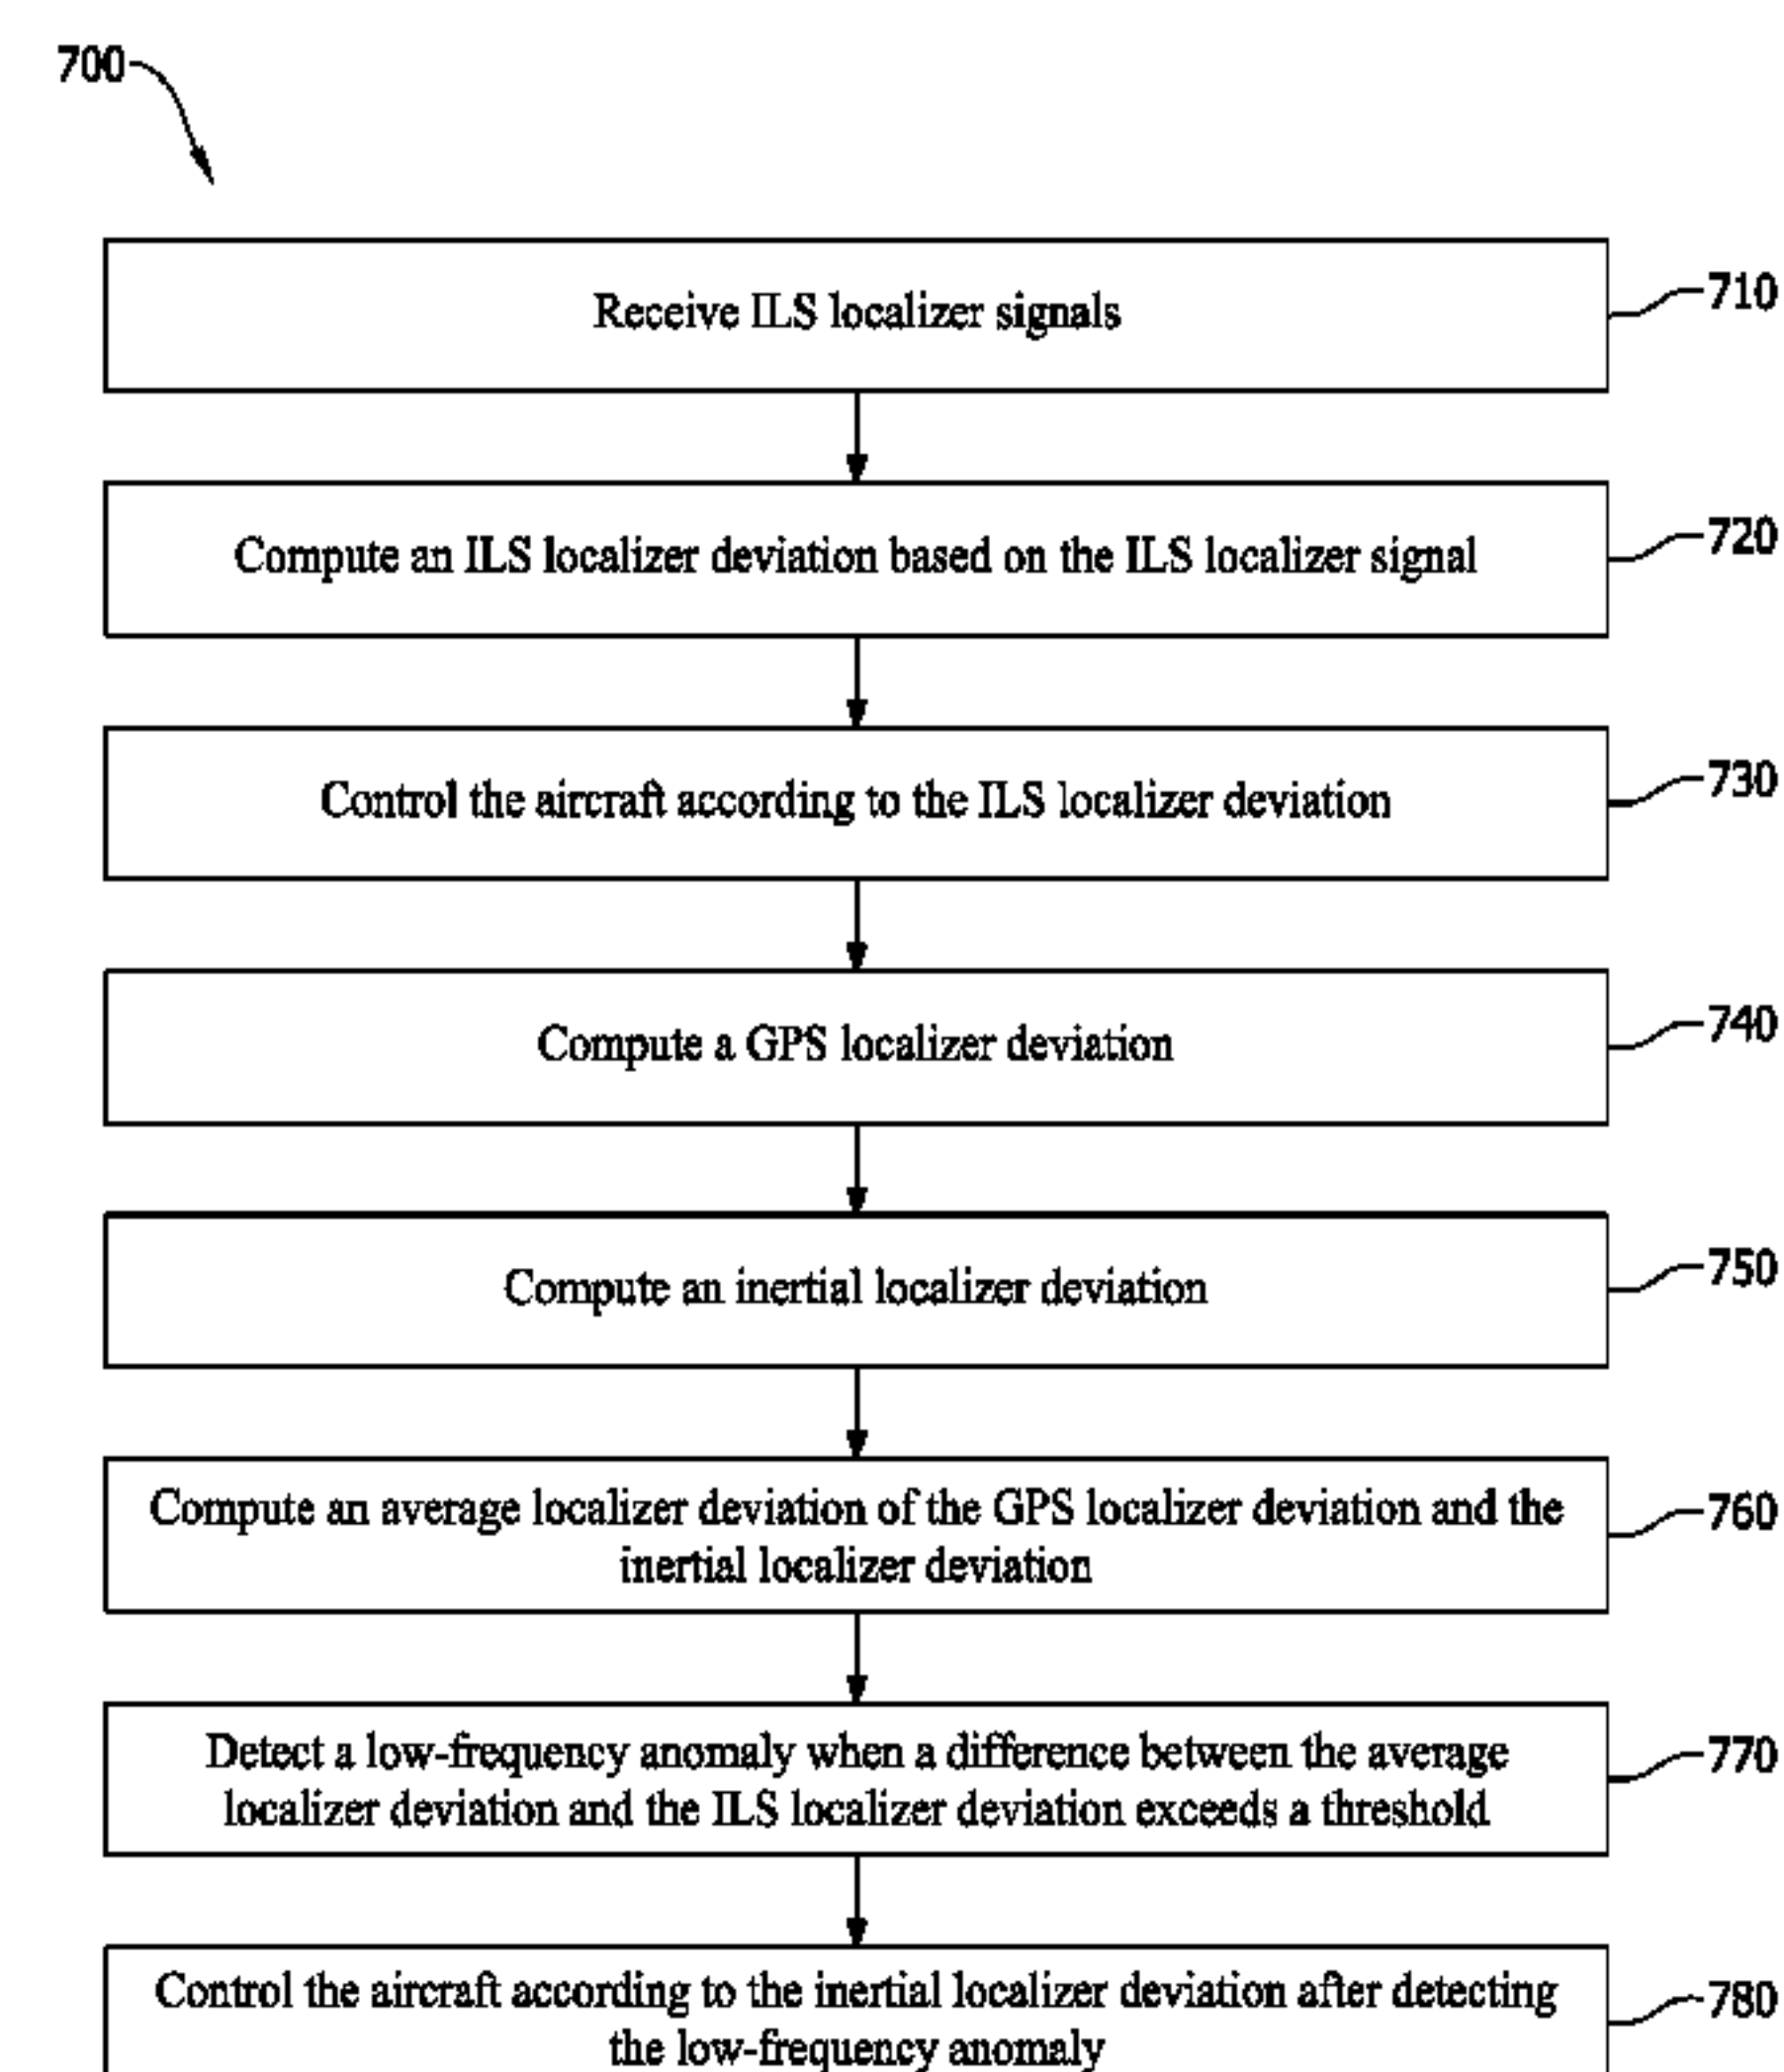 700
Receive ILS localizer signals
710
Compute an ILS localizer deviation based on the ILS localizer signal
720
Control the aircraft according to the ILS localizer deviation
730
Compute a GPS localizer deviation
740
Compute an inertial localizer deviation
750
Compute an average localizer deviation of the GPS localizer deviation and the
inertial localizer deviation
760
Detect a low-frequency anomaly when a difference between the average
localizer deviation and the ILS localizer deviation exceeds a threshold
770
Control the aircraft according to the inertial localizer deviation after detecting
the low-frequency anomaly
780